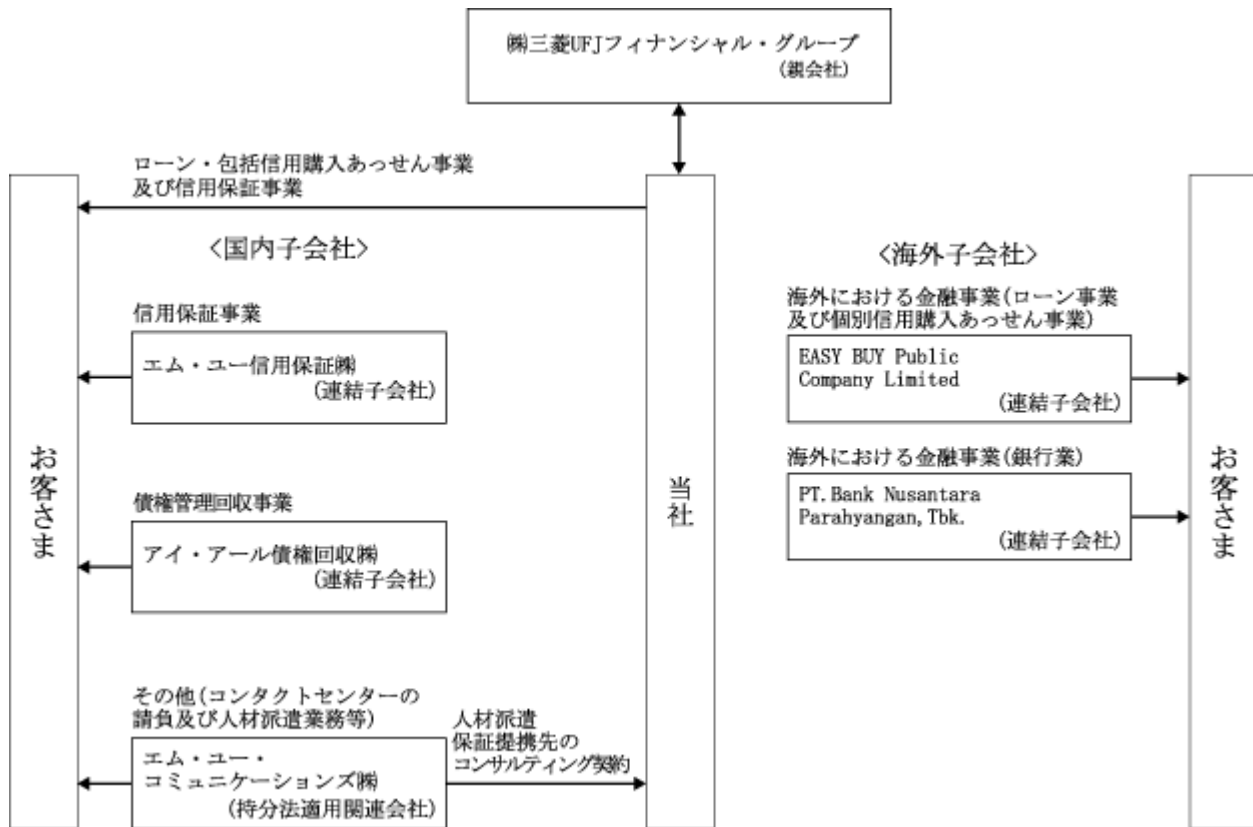 ㈱三菱UFJフィナンシャル・グループ
(親会社)
ローン・包括信用購入あっせん事業
及び信用保証事業
<国内子会社>
信用保証事業
エム・ユー信用保証㈱
(連結子会社)
債権管理回収事業
アイ・アール債権回収㈱
(連結子会社)
その他(コンタクトセンターの
請負及び人材派遣業務等)
エム・ユー・
コミュニケーションズ㈱
(持分法適用関連会社)
人材派遣
保証提携先の
コンサルティング契約
お客さま
当社
<海外子会社>
海外における金融事業(ローン事業
及び個別信用購入あっせん事業)
EASY BUY Public
Company Limited
(連結子会社)
海外における金融事業(銀行業)
PT.Bank Nusantara
Parahyangan,Tbk.
(連結子会社)
お客さま